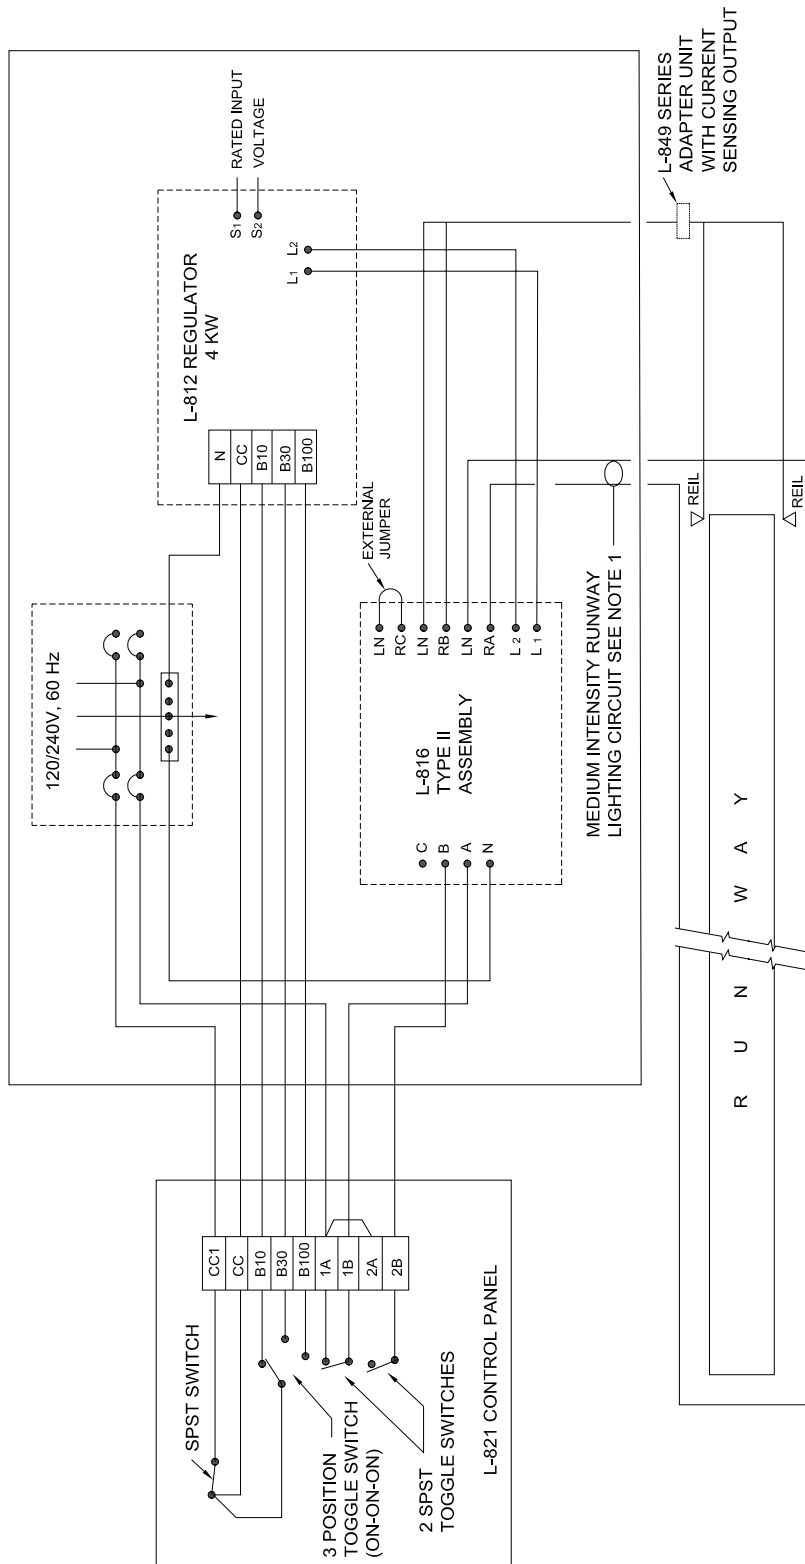 SPST SWITCH
3 POSITION
TOGGLE SWITCH
(ON-ON-ON)
2 SPST
TOGGLE SWITCHES
L-821 CONTROL PANEL
CC1
CC
B10
B30
B100
1A
1B
2A
2B
120/240V, 60 Hz
L-812 REGULATOR
4 KW
N
CC
B10
B30
B100
S1
S2
RATED INPUT
VOLTAGE
L1
L2
EXTERNAL
JUMPER
L-816
TYPE II
ASSEMBLY
C
B
A
N
LN
RC
LN
RB
LN
RA
L 2
L 1
MEDIUM INTENSITY RUNWAY
LIGHTING CIRCUIT SEE NOTE 1
L-849 SERIES
ADAPTER UNIT
WITH CURRENT
SENSING OUTPUT
REIL
REIL
R U N W A Y